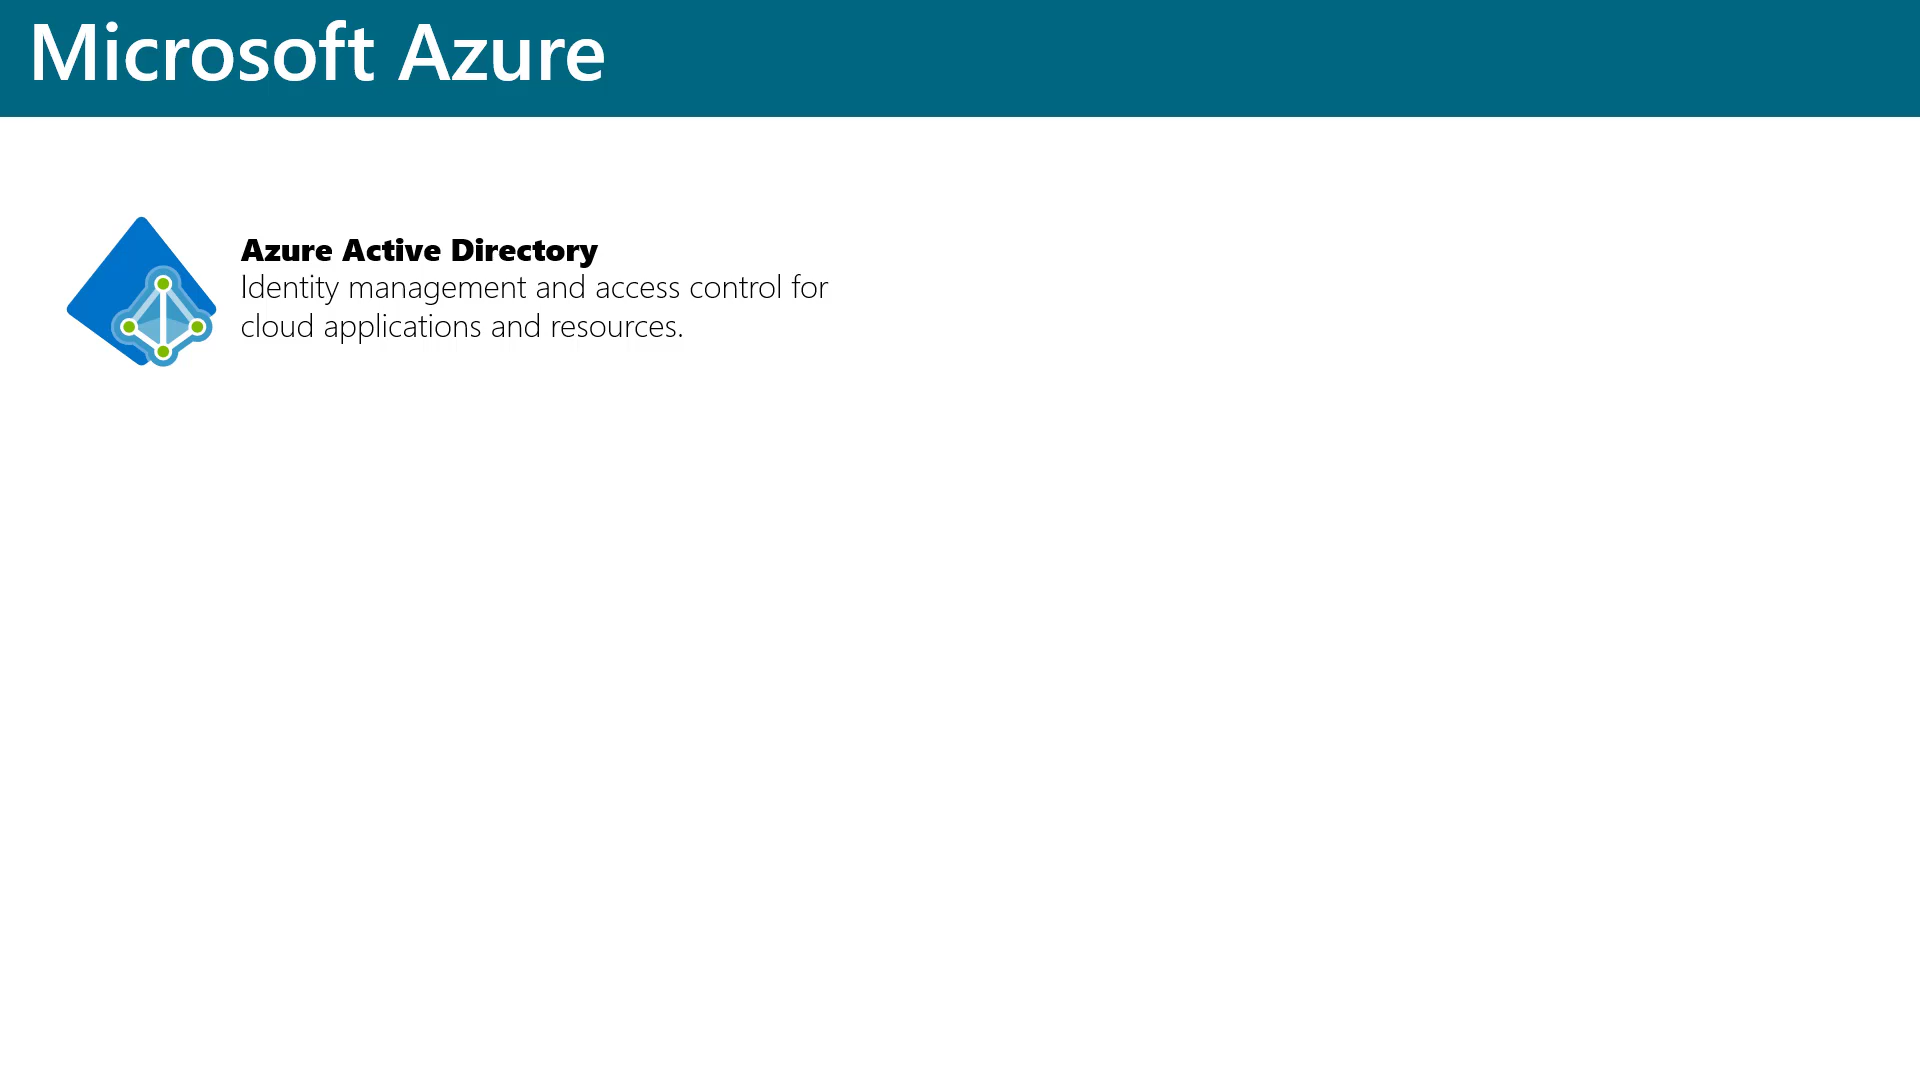 Microsoft Azure
Azure Active Directory
Identity management and access control for
cloud applications and resources.